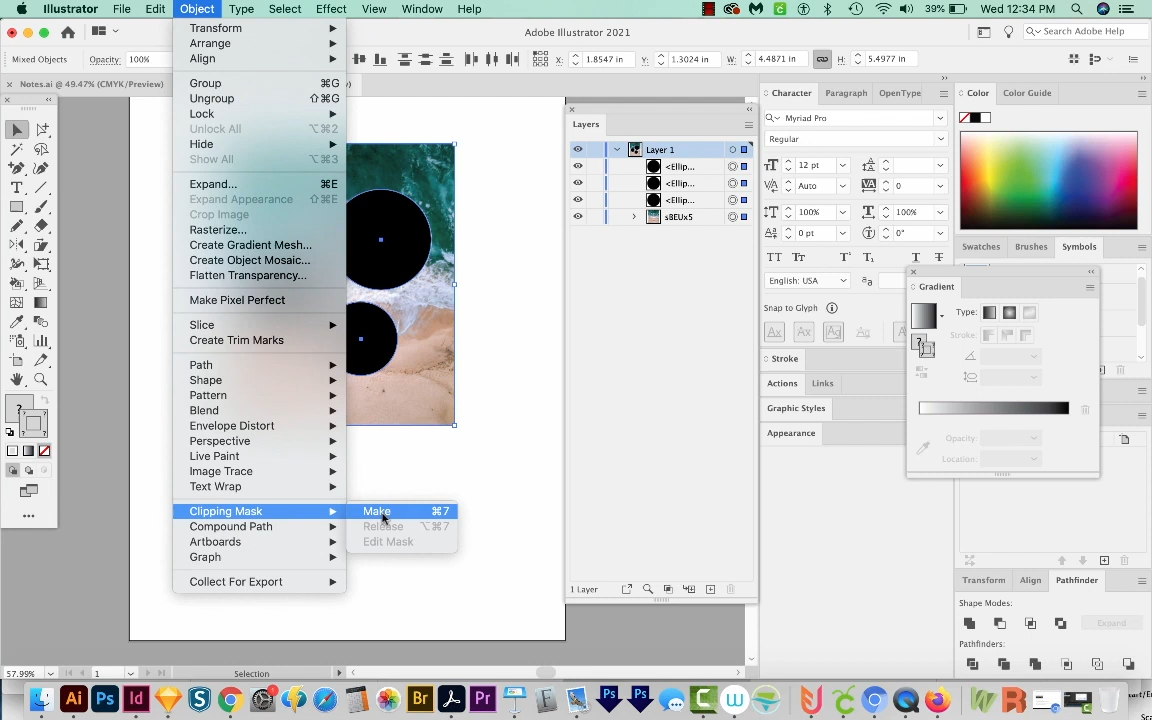 Illustrator File Edit Object Type Select Effect View Window Help 39% Wed 12:34 PM
Adobe Illustrator 2021
Search Adobe Help
Mixed Objects Opacity: 100% X: 1.8547 in Y: 1.3024 in W: 4.4871 in H: 5.4977 in
Notes.ai @ 49.47% (CMYK/Preview)
Transform
Arrange
Align
Group ⌘G
Ungroup ⇧⌘G
Lock
Unlock All ⌥⌘2
Hide
Show All ⌥⌘3
Expand... ⌘E
Expand Appearance ⇧⌘E
Crop Image
Rasterize...
Create Gradient Mesh...
Create Object Mosaic...
Flatten Transparency...
Make Pixel Perfect
Slice
Create Trim Marks
Path
Shape
Pattern
Blend
Envelope Distort
Perspective
Live Paint
Image Trace
Text Wrap
Clipping Mask
Compound Path
Artboards
Graph
Collect For Export
Make ⌘7
Release ⌥⌘7
Edit Mask
Layers
Layer 1
<Ellip...
<Ellip...
<Ellip...
sBEUx5
1 Layer
Character Paragraph OpenType
Myriad Pro
Regular
12 pt
Auto 0
100% 100%
0 pt 0°
English: USA
Snap to Glyph
Stroke
Actions Links
Graphic Styles
Appearance
Color Color Guide
Swatches Brushes Symbols
Gradient
Type:
Stroke:
Opacity:
Location:
Transform Align Pathfinder
Shape Modes:
Expand
Pathfinders:
57.99% 1 Selection
Ai Ps Id Br Pr Ps Ps